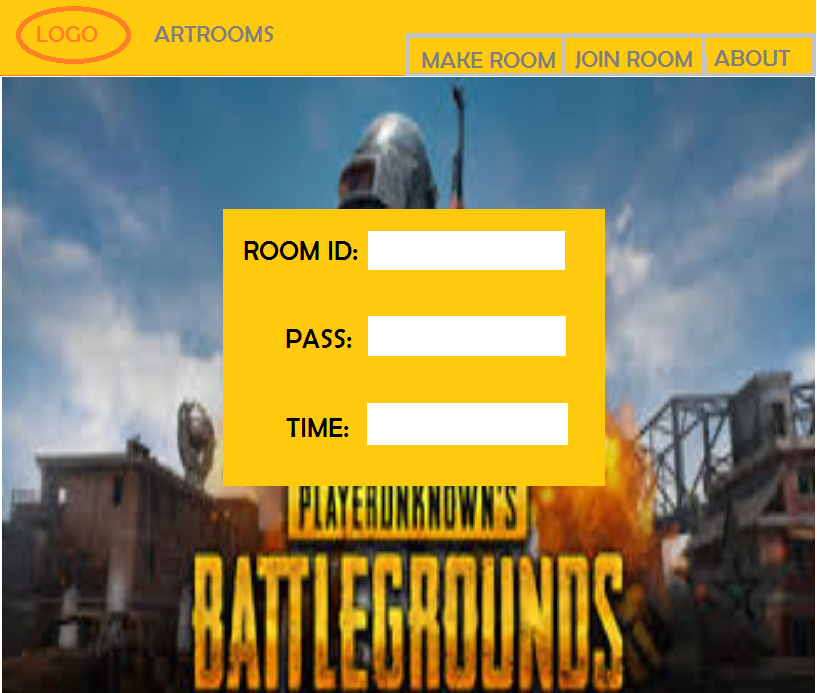 LOGO ARTROOMS
MAKE ROOM JOIN ROOM ABOUT
ROOM ID:
PASS:
TIME:
PLAYERUNKNOWN'S
BATTLEGROUNDS